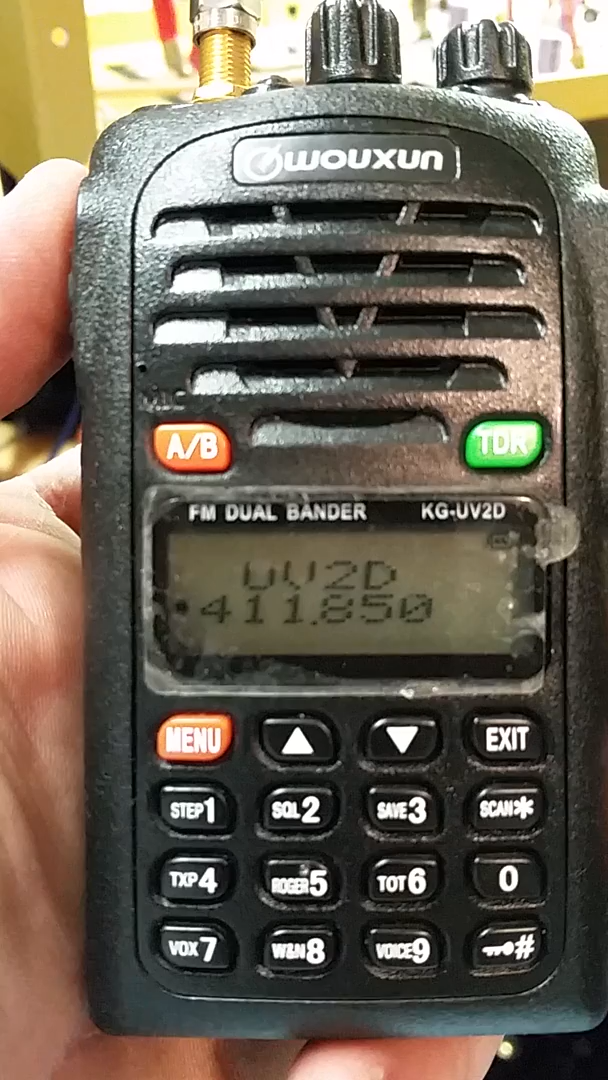 WOUXUN
MIC
A/B TDR
FM DUAL BANDER KG-UV2D
UV2D
411.850
MENU ▲ ▼ EXIT
STEP1 SQL2 SAVE3 SCAN*
TXP4 ROGER5 TOT6 0
VOX7 W&N8 VOICE9 #